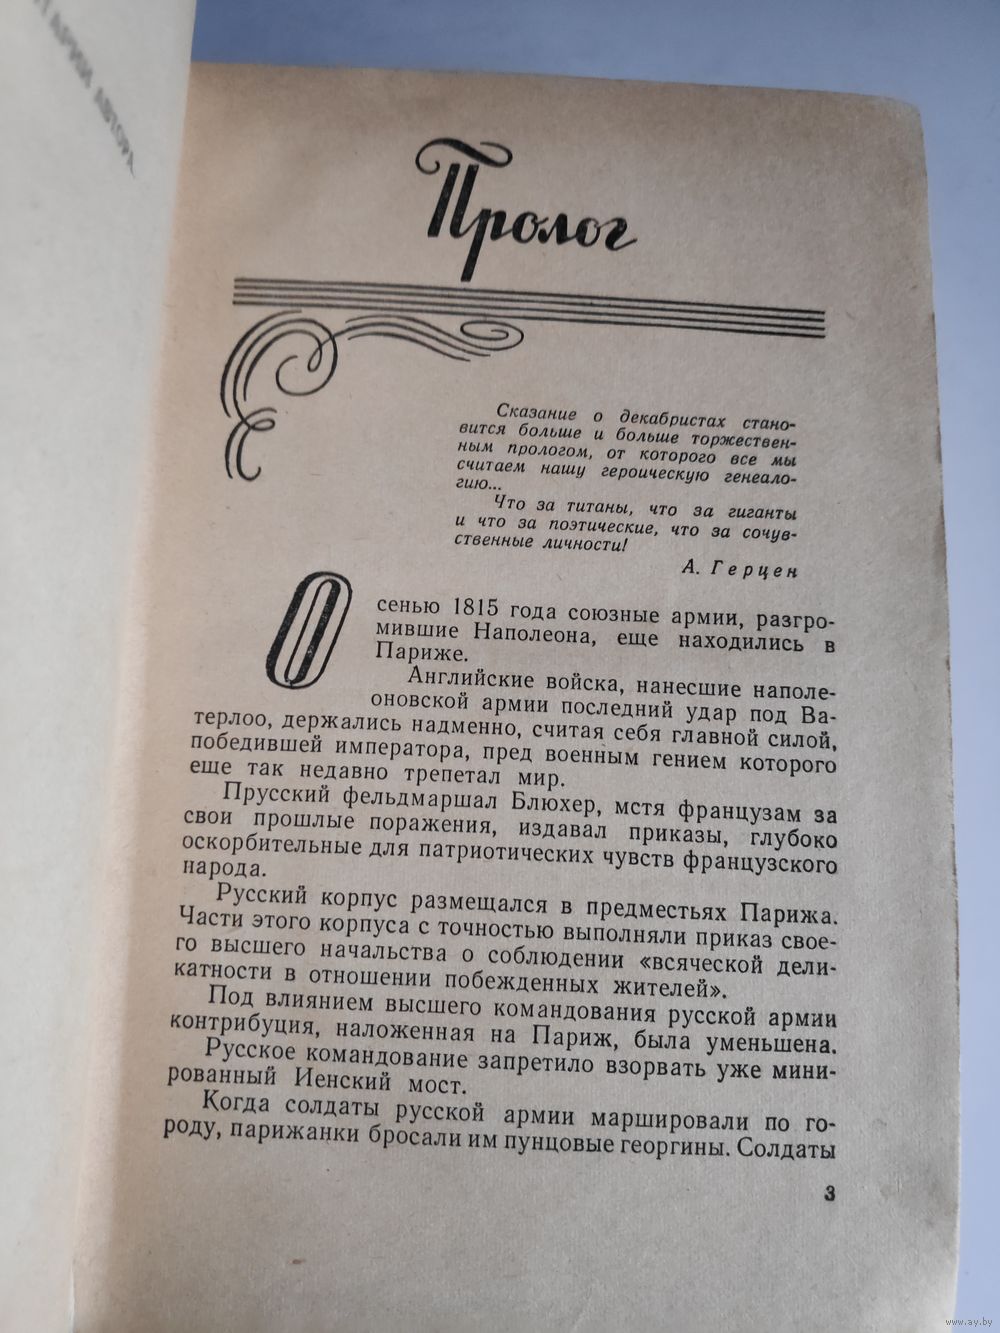 АРИИ АВТОРА
Пролог
Сказание о декабристах стано-
вится больше и больше торжествен-
ным прологом, от которого все мы
считаем нашу героическую генеало-
гию...
Что за титаны, что за гиганты
и что за поэтические, что за сочув-
ственные личности!
А. Герцен
Осенью 1815 года союзные армии, разгро-
мившие Наполеона, еще находились в
Париже.
Английские войска, нанесшие наполе-
оновской армии последний удар под Ва-
терлоо, держались надменно, считая себя главной силой,
победившей императора, пред военным гением которого
еще так недавно трепетал мир.
Прусский фельдмаршал Блюхер, мстя французам за
свои прошлые поражения, издавал приказы, глубоко
оскорбительные для патриотических чувств французского
народа.
Русский корпус размещался в предместьях Парижа.
Части этого корпуса с точностью выполняли приказ свое-
го высшего начальства о соблюдении «всяческой дели-
катности в отношении побежденных жителей».
Под влиянием высшего командования русской армии
контрибуция, наложенная на Париж, была уменьшена.
Русское командование запретило взорвать уже мини-
рованный Иенский мост.
Когда солдаты русской армии маршировали по го-
роду, парижанки бросали им пунцовые георгины. Солдаты
3
www.ay.by